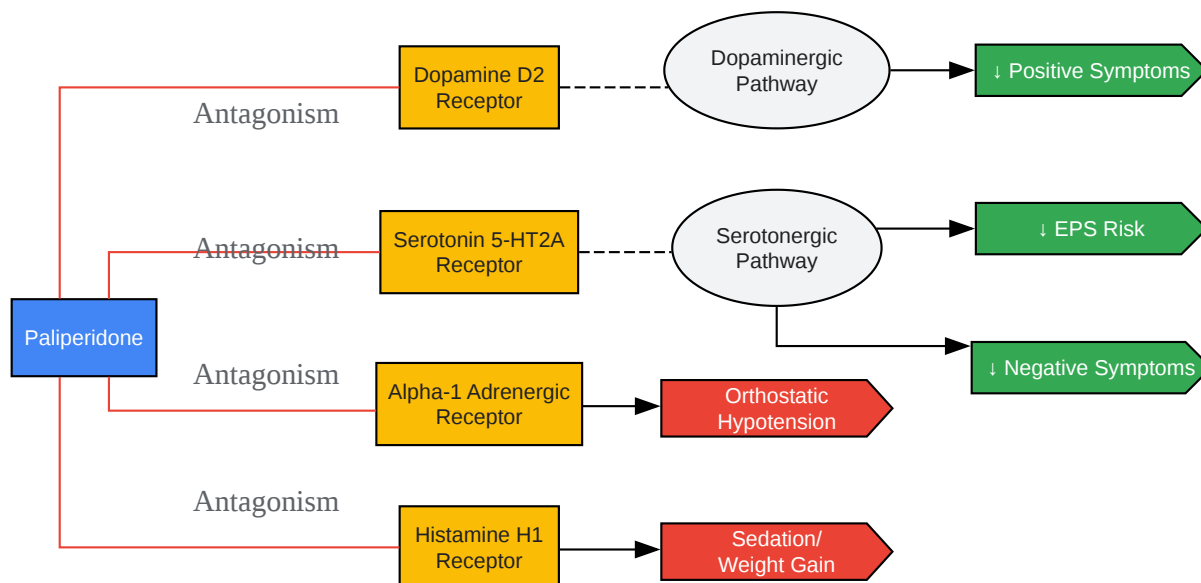 Dopamine D2
Receptor
Antagonism
Dopaminergic
Pathway
↓ Positive Symptoms
Serotonin 5-HT2A
Receptor
Antagonism
Serotonergic
Pathway
↓ EPS Risk
↓ Negative Symptoms
Paliperidone
Antagonism
Alpha-1 Adrenergic
Receptor
Orthostatic
Hypotension
Antagonism
Histamine H1
Receptor
Sedation/
Weight Gain